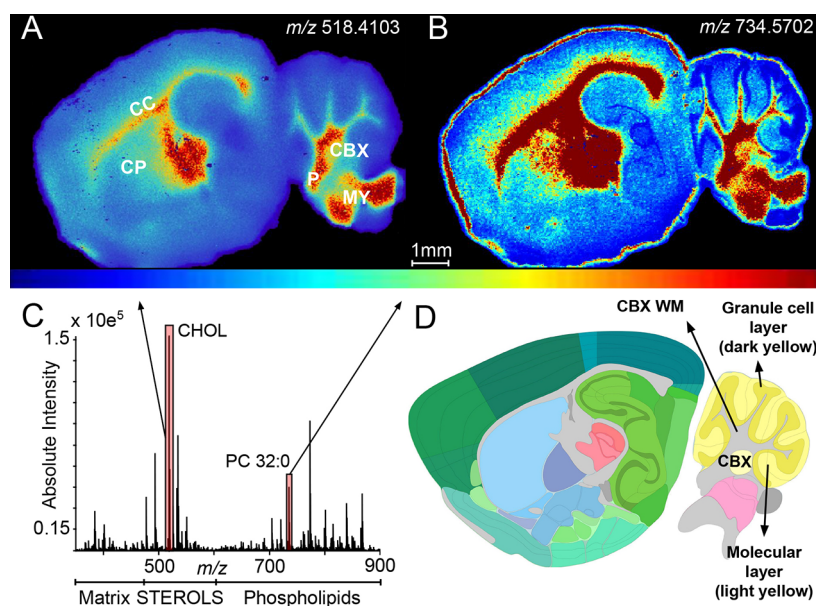 A
m/z 518.4103
B
m/z 734.5702
CC
CP
CBX
P
MY
1mm
C
x 10e⁵
1.5
CHOL
Absolute Intensity
PC 32:0
0.15
500
m/z
700
900
Matrix
STEROLS
Phospholipids
D
CBX WM
Granule cell
layer
(dark yellow)
CBX
Molecular
layer
(light yellow)